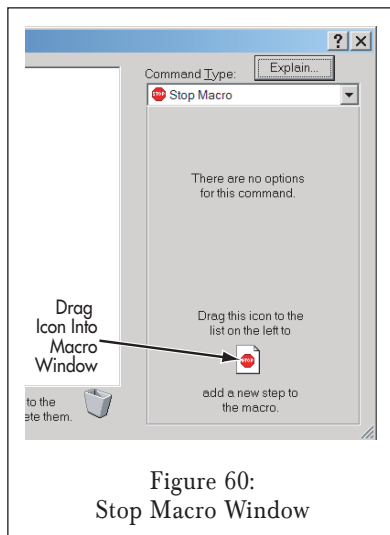 Command Type:
Explain...
STOP Stop Macro
There are no options
for this command.
Drag
Icon Into
Macro
Window
Drag this icon to the
list on the left to
STOP
add a new step to
the macro.
to the
ete them.
Figure 60:
Stop Macro Window